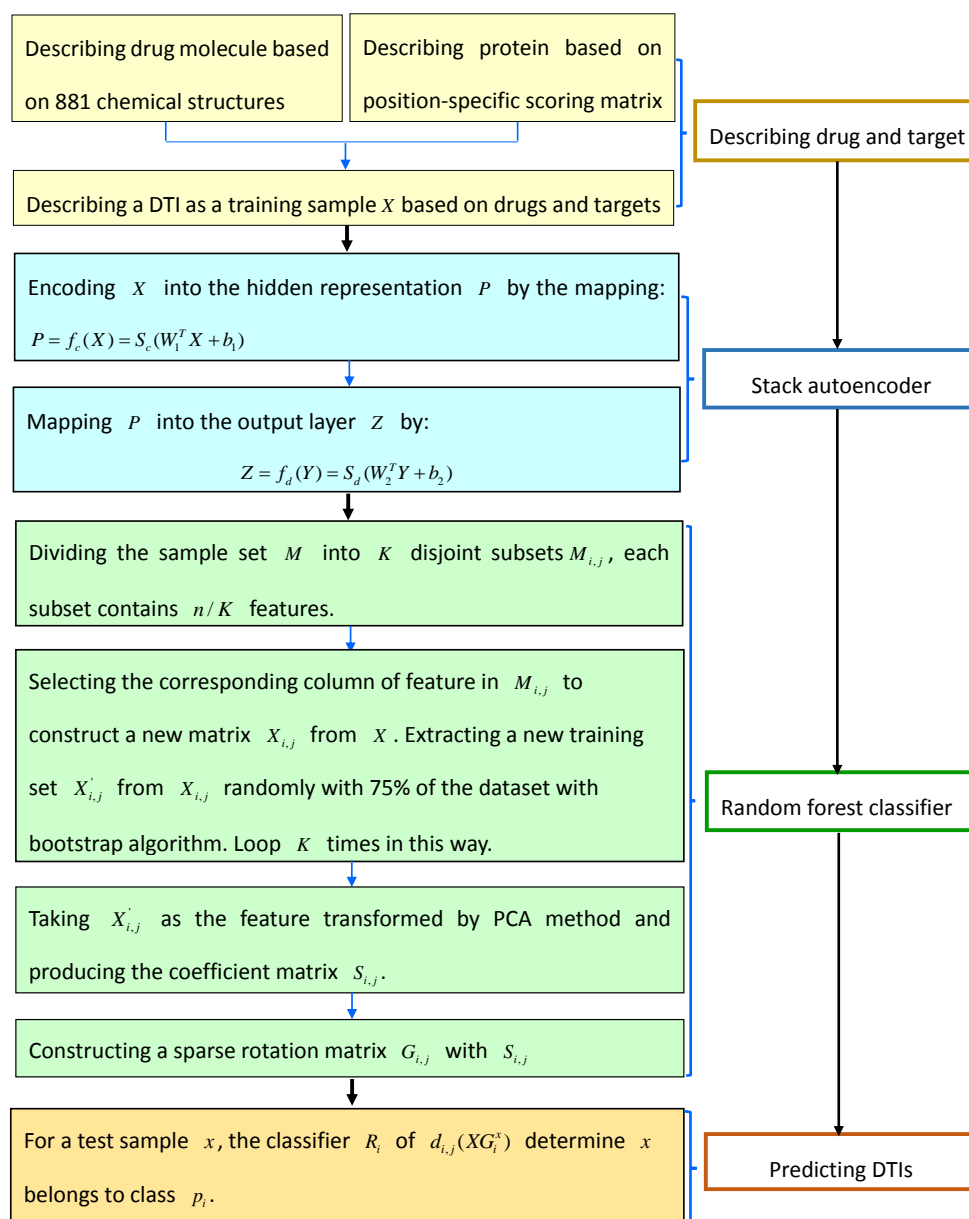 Describing drug molecule based
on 881 chemical structures
Describing protein based on
position-specific scoring matrix
Describing drug and target
Describing a DTI as a training sample X based on drugs and targets
Encoding X into the hidden representation P by the mapping:
P = f_c(X) = S_c(W_1^T X + b_1)
Stack autoencoder
Mapping P into the output layer Z by:
Z = f_d(Y) = S_d(W_2^T Y + b_2)
Dividing the sample set M into K disjoint subsets M_{i,j}, each
subset contains n/K features.
Selecting the corresponding column of feature in M_{i,j} to
construct a new matrix X_{i,j} from X. Extracting a new training
set X'_{i,j} from X_{i,j} randomly with 75% of the dataset with
bootstrap algorithm. Loop K times in this way.
Random forest classifier
Taking X'_{i,j} as the feature transformed by PCA method and
producing the coefficient matrix S_{i,j}.
Constructing a sparse rotation matrix G_{i,j} with S_{i,j}
For a test sample x, the classifier R_i of d_{i,j}(XG_i^x) determine x
belongs to class p_i.
Predicting DTIs